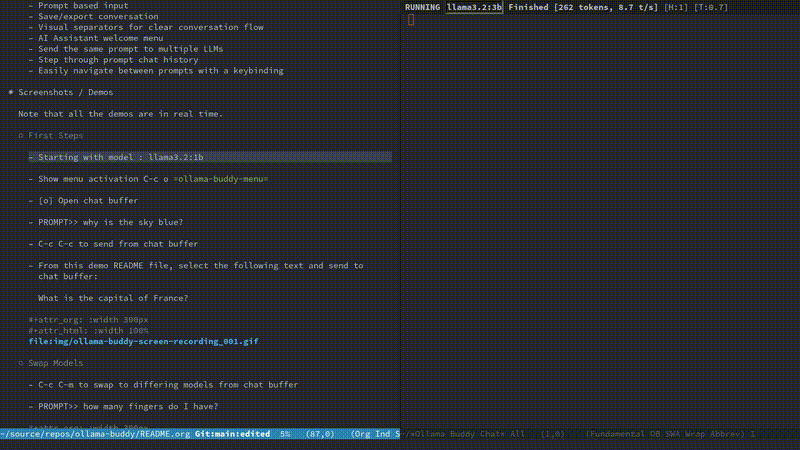 - Prompt based input
- Save/export conversation
- Visual separators for clear conversation flow
- AI Assistant welcome menu
- Send the same prompt to multiple LLMs
- Step through prompt chat history
- Easily navigate between prompts with a keybinding
Screenshots / Demos
Note that all the demos are in real time.
First Steps
- Starting with model : llama3.2:1b
- Show menu activation C-c o =ollama-buddy-menu=
- [o] Open chat buffer
- PROMPT>> why is the sky blue?
- C-c C-c to send from chat buffer
- From this demo README file, select the following text and send to
chat buffer:
What is the capital of France?
#+attr_org: :width 300px
#+attr_html: :width 100%
file:img/ollama-buddy-screen-recording_001.gif
Swap Models
- C-c C-m to swap to differing models from chat buffer
- PROMPT>> how many fingers do I have?
~/source/repos/ollama-buddy/README.org Git:main:edited 5% (87,0) (Org Ind S
RUNNING llama3.2:3b Finished [262 tokens, 8.7 t/s] [H:1] [T:0.7]
~/*Ollama Buddy Chat* All (1,0) (Fundamental OB SWA Wrap Abbrev) 1